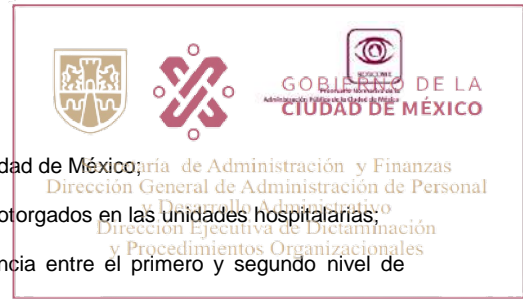 GOBIERNO DE LA
CIUDAD DE MÉXICO
dad de México;
Secretaría de Administración y Finanzas
Dirección General de Administración de Personal
otorgados en las unidades hospitalarias;
y Desarrollo Administrativo
Dirección Ejecutiva de Dictaminación
y Procedimientos Organizacionales
ncia entre el primero y segundo nivel de